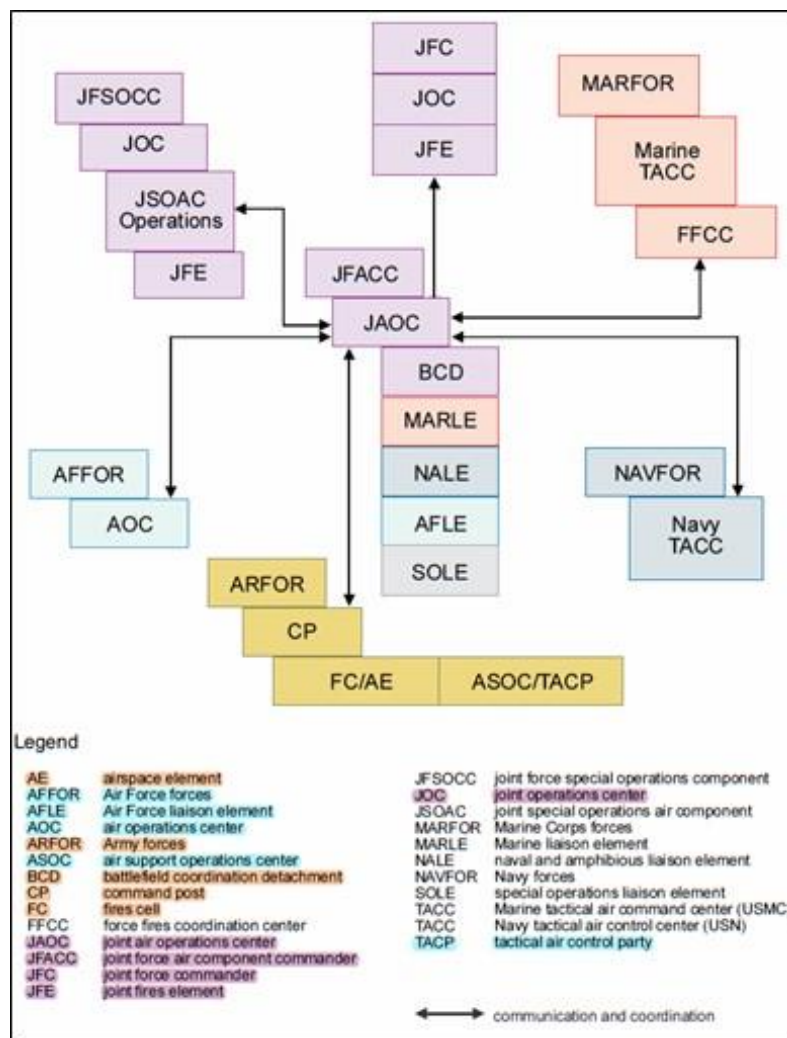 JFC
JOC
JFE
JFSOCC
JOC
JSOAC
Operations
JFE
MARFOR
Marine
TACC
FFCC
JFACC
JAOC
BCD
MARLE
NALE
AFLE
SOLE
AFFOR
AOC
NAVFOR
Navy
TACC
ARFOR
CP
FC/AE
ASOC/TACP
Legend
AE airspace element
AFFOR Air Force forces
AFLE Air Force liaison element
AOC air operations center
ARFOR Army forces
ASOC air support operations center
BCD battlefield coordination detachment
CP command post
FC fires cell
FFCC force fires coordination center
JAOC joint air operations center
JFACC joint force air component commander
JFC joint force commander
JFE joint fires element
JFSOCC joint force special operations component
JOC joint operations center
JSOAC joint special operations air component
MARFOR Marine Corps forces
MARLE Marine liaison element
NALE naval and amphibious liaison element
NAVFOR Navy forces
SOLE special operations liaison element
TACC Marine tactical air command center (USMC
TACC Navy tactical air control center (USN)
TACP tactical air control party
communication and coordination